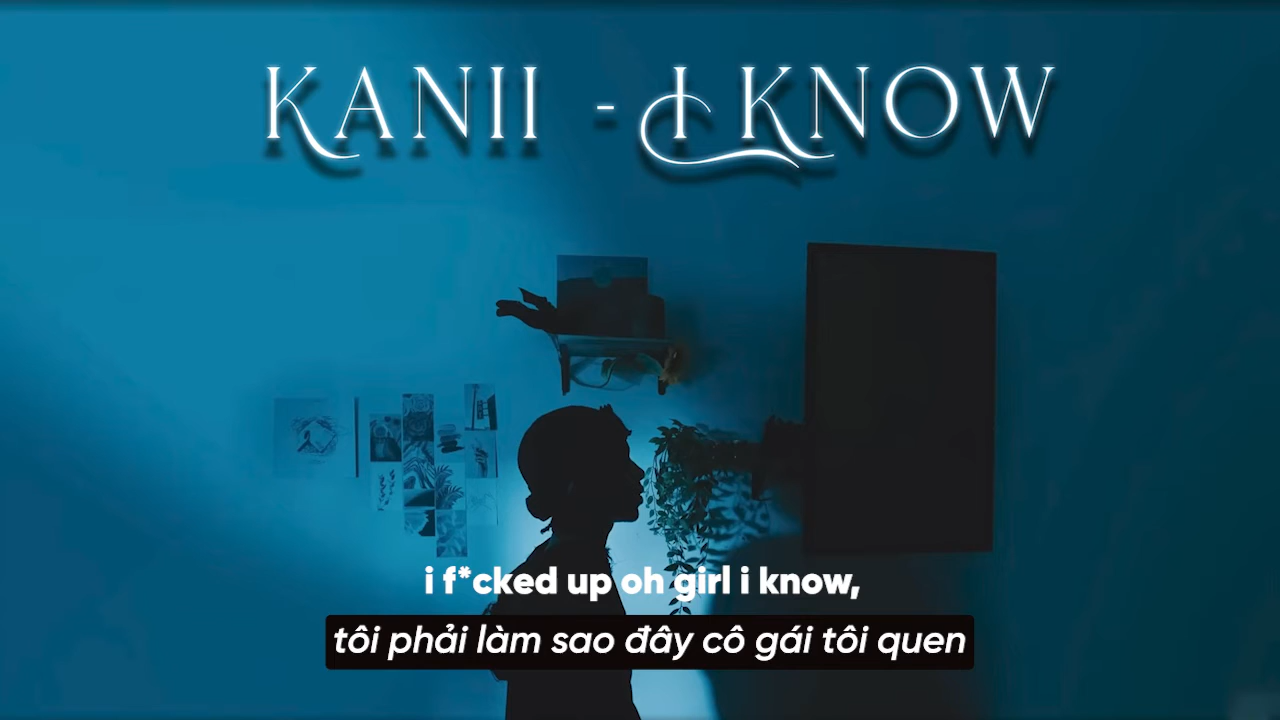 KANII - I KNOW
i f*cked up oh girl i know,
tôi phải làm sao đây cô gái tôi quen